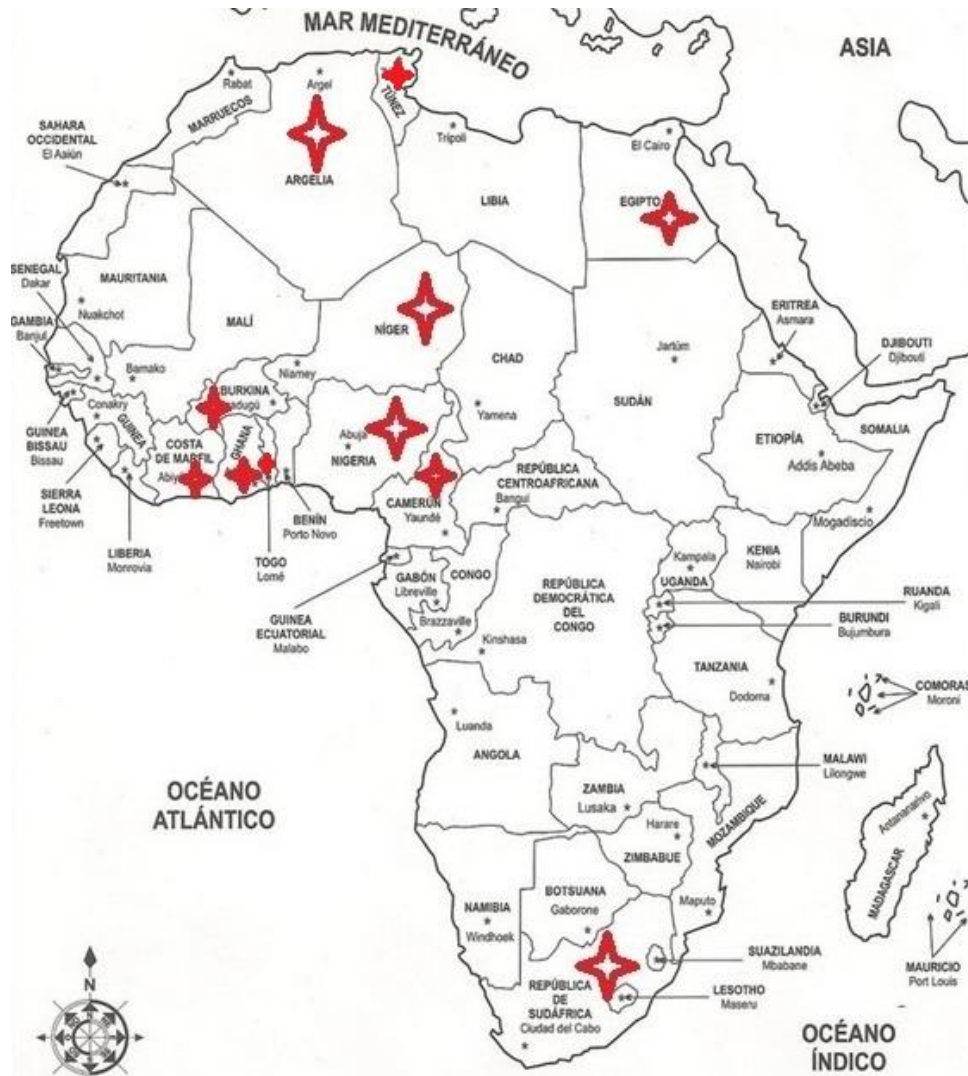 MAR MEDITERRÁNEO
ASIA
Rabat
Argel
TÚNEZ
MARRUECOS
Trípoli
El Cairo
SAHARA
OCCIDENTAL
El Aaiún
ARGELIA
LIBIA
EGIPTO
SENEGAL
Dakar
MAURITANIA
Nuakchot
GAMBIA
Banjul
MALÍ
NÍGER
CHAD
ERITREA
Asmara
Jartúm
DJIBOUTI
Djibouti
Bamako
Niamey
BURKINA
SUDÁN
Yamena
Conakry
GUINEA
GUINEA
BISSAU
Bissau
COSTA
DE MARFIL
GHANA
Abuja
NIGERIA
ETIOPÍA
Addis Abeba
SOMALIA
REPÚBLICA
CENTROAFRICANA
Bangui
SIERRA
LEONA
Freetown
CAMERÚN
Yaundé
BENÍN
Porto Novo
Mogadiscio
LIBERIA
Monrovia
TOGO
Lomé
KENIA
Nairobi
Kampala
UGANDA
GABÓN
Libreville
CONGO
REPÚBLICA
DEMOCRÁTICA
DEL
CONGO
RUANDA
Kigali
GUINEA
ECUATORIAL
Malabo
Brazzaville
BURUNDI
Bujumbura
Kinshasa
TANZANIA
Dodoma
COMORAS
Moroni
Luanda
ANGOLA
MALAWI
Lilongwe
OCÉANO
ATLÁNTICO
ZAMBIA
Lusaka
MOZAMBIQUE
Harare
ZIMBABUE
Antananarivo
MADAGASCAR
BOTSUANA
Gaborone
NAMIBIA
Windhoek
Maputo
SUAZILANDIA
Mbabane
MAURICIO
Port Louis
N
REPÚBLICA
DE
SUDÁFRICA
Ciudad del Cabo
LESOTHO
Maseru
OCÉANO
ÍNDICO